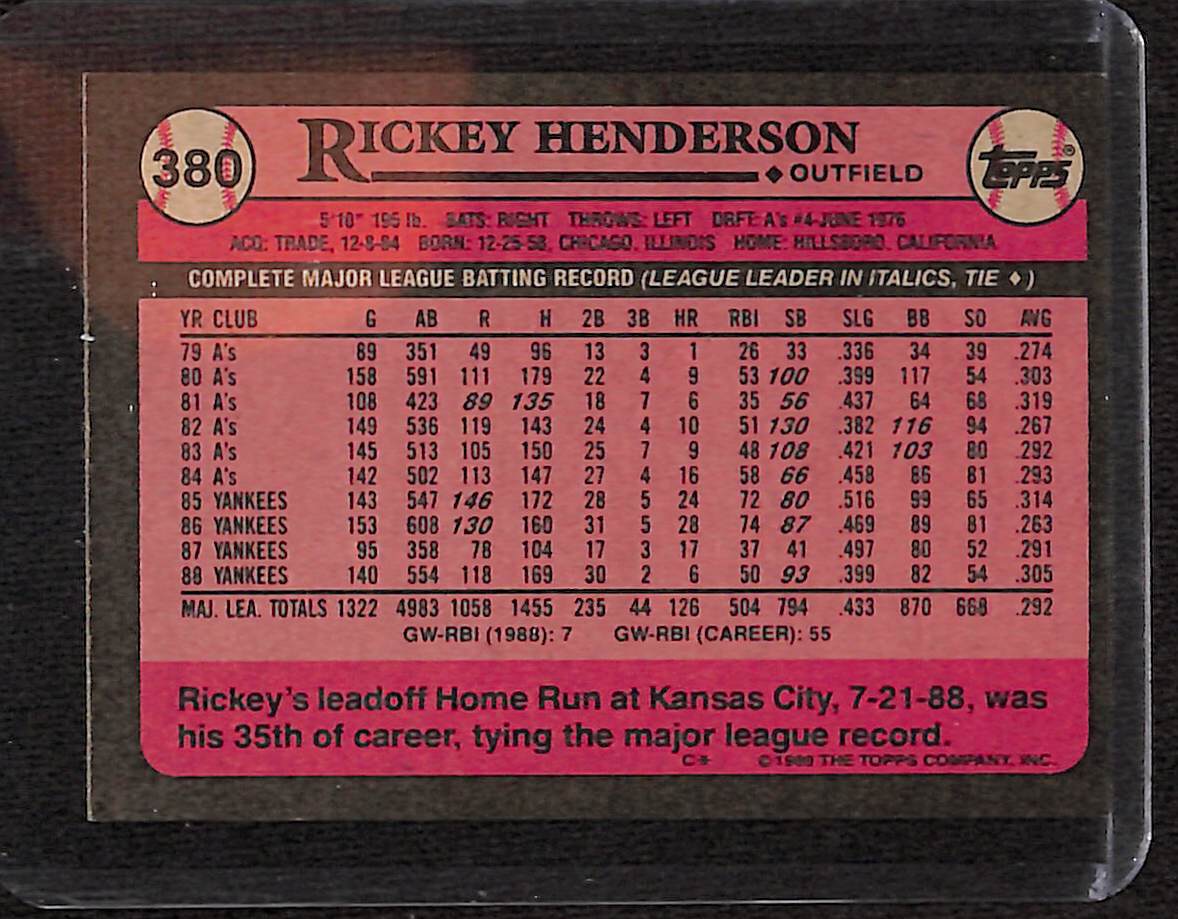 380
RICKEY HENDERSON
◆ OUTFIELD
TOPPS®
5'10" 195 lb. BATS: RIGHT THROWS: LEFT DRFT: A's #4-JUNE 1976
ACQ: TRADE, 12-8-84 BORN: 12-25-58, CHICAGO, ILLINOIS HOME: HILLSBORO, CALIFORNIA
COMPLETE MAJOR LEAGUE BATTING RECORD (LEAGUE LEADER IN ITALICS, TIE ♦)
YR CLUB G AB R H 2B 3B HR RBI SB SLG BB SO AVG
79 A's 89 351 49 96 13 3 1 26 33 .336 34 39 .274
80 A's 158 591 111 179 22 4 9 53 100 .399 117 54 .303
81 A's 108 423 89 135 18 7 6 35 56 .437 64 68 .319
82 A's 149 536 119 143 24 4 10 51 130 .382 116 94 .267
83 A's 145 513 105 150 25 7 9 48 108 .421 103 80 .292
84 A's 142 502 113 147 27 4 16 58 66 .458 86 81 .293
85 YANKEES 143 547 146 172 28 5 24 72 80 .516 99 65 .314
86 YANKEES 153 608 130 160 31 5 28 74 87 .469 89 81 .263
87 YANKEES 95 358 78 104 17 3 17 37 41 .497 80 52 .291
88 YANKEES 140 554 118 169 30 2 6 50 93 .399 82 54 .305
MAJ. LEA. TOTALS 1322 4983 1058 1455 235 44 126 504 794 .433 870 668 .292
GW-RBI (1988): 7 GW-RBI (CAREER): 55
Rickey's leadoff Home Run at Kansas City, 7-21-88, was
his 35th of career, tying the major league record.
C* ©1989 THE TOPPS COMPANY, INC.